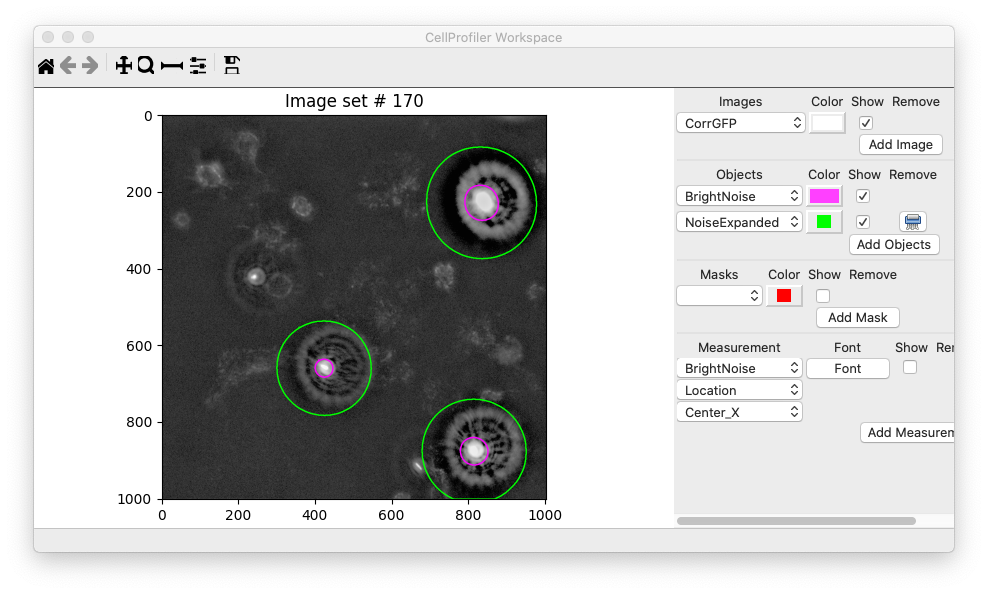 CellProfiler Workspace
Image set # 170
0
200
400
600
800
1000
0 200 400 600 800 1000
Images Color Show Remove
CorrGFP
Add Image
Objects Color Show Remove
BrightNoise
NoiseExpanded
Add Objects
Masks Color Show Remove
Add Mask
Measurement Font Show Rer
BrightNoise Font
Location
Center_X
Add Measurem